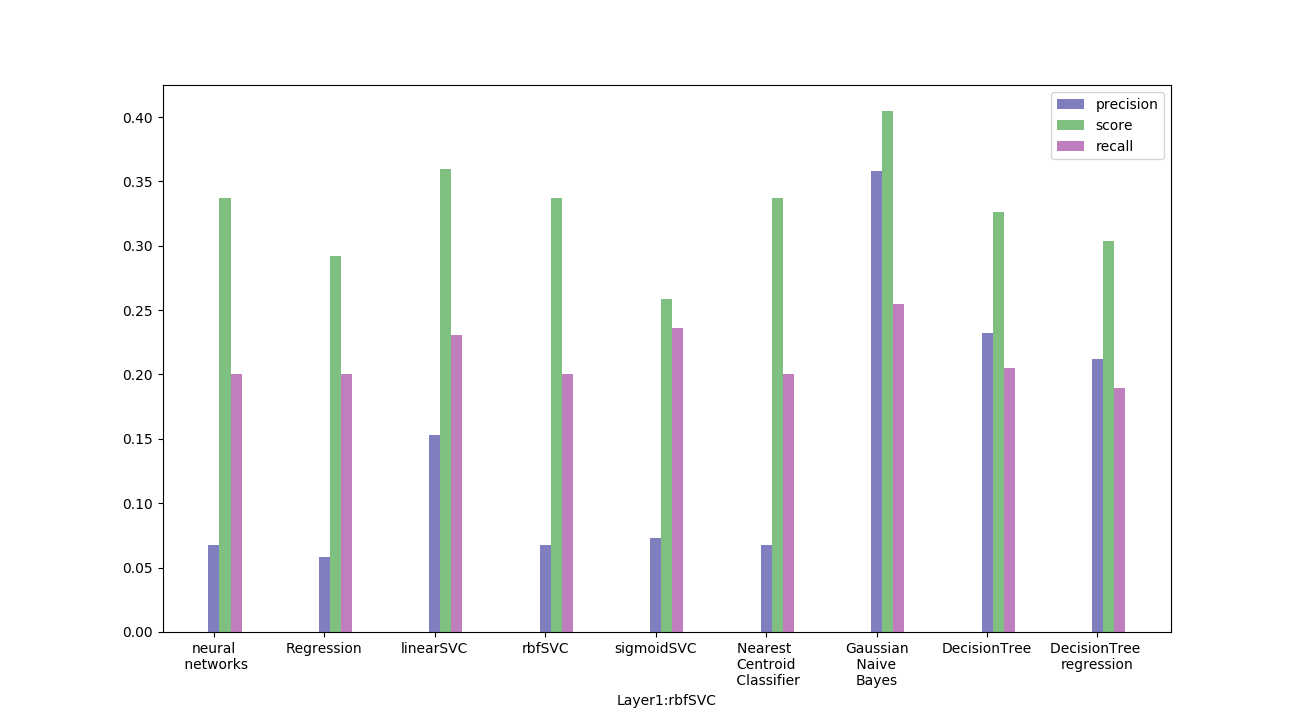 precision
score
recall
0.40
0.35
0.30
0.25
0.20
0.15
0.10
0.05
0.00
neural
networks
Regression
linearSVC
rbfSVC
sigmoidSVC
Nearest
Centroid
Classifier
Gaussian
Naive
Bayes
DecisionTree
DecisionTree
regression
Layer1:rbfSVC